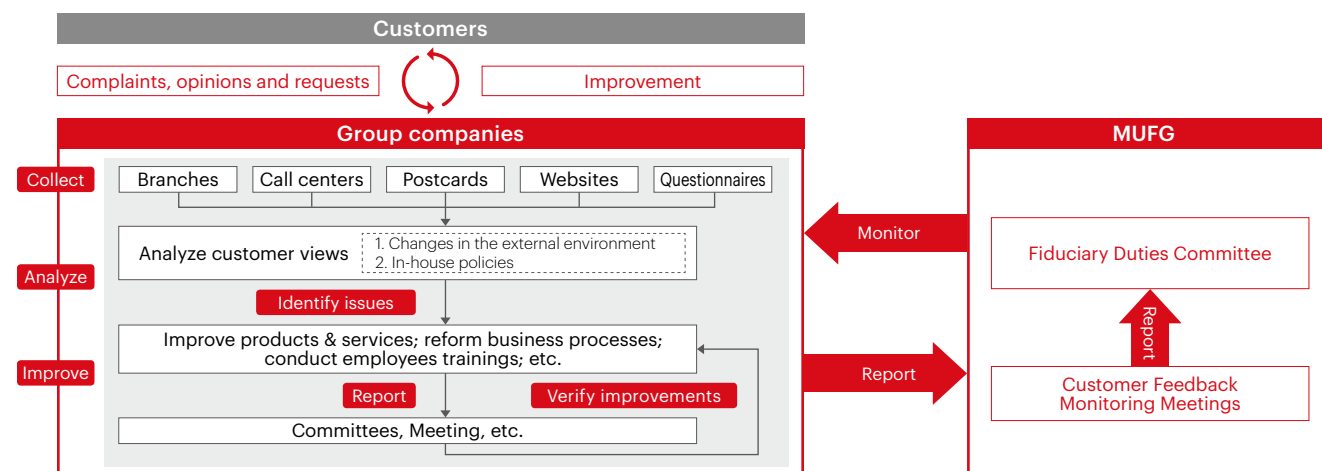 Customers
Complaints, opinions and requests
Improvement
Group companies
MUFG
Collect
Branches
Call centers
Postcards
Websites
Questionnaires
Analyze
Analyze customer views
1. Changes in the external environment
2. In-house policies
Monitor
Fiduciary Duties Committee
Identify issues
Report
Improve
Improve products & services; reform business processes;
conduct employees trainings; etc.
Report
Customer Feedback
Monitoring Meetings
Report
Verify improvements
Committees, Meeting, etc.